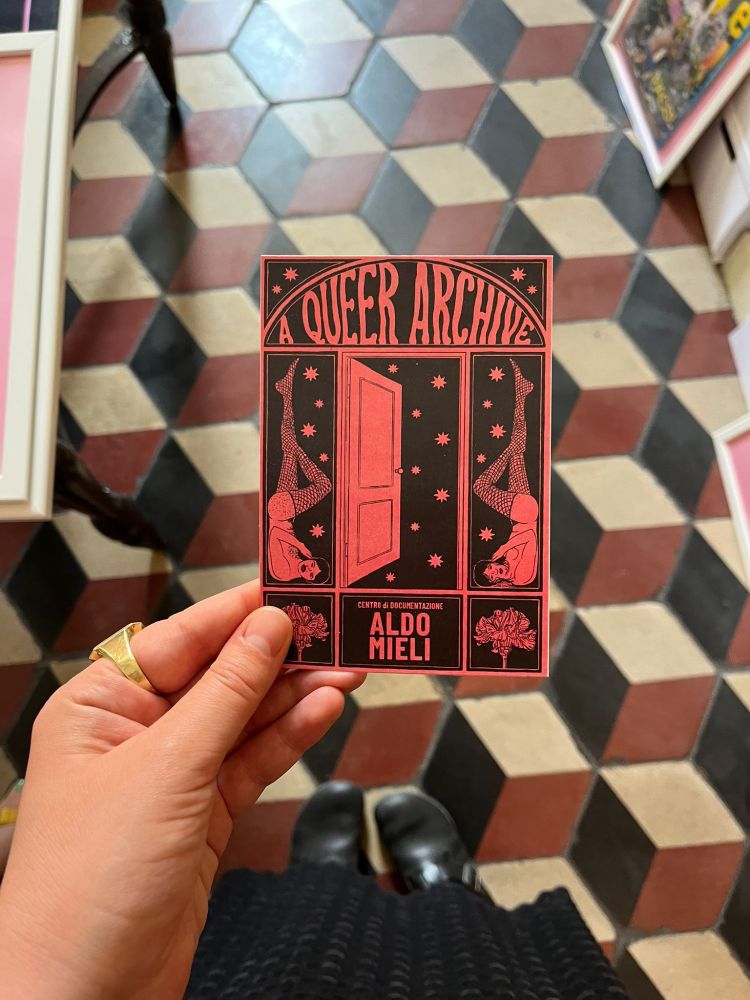 A QUEER ARCHIVE
CENTRO di DOCUMENTAZIONE
ALDO
MIELI